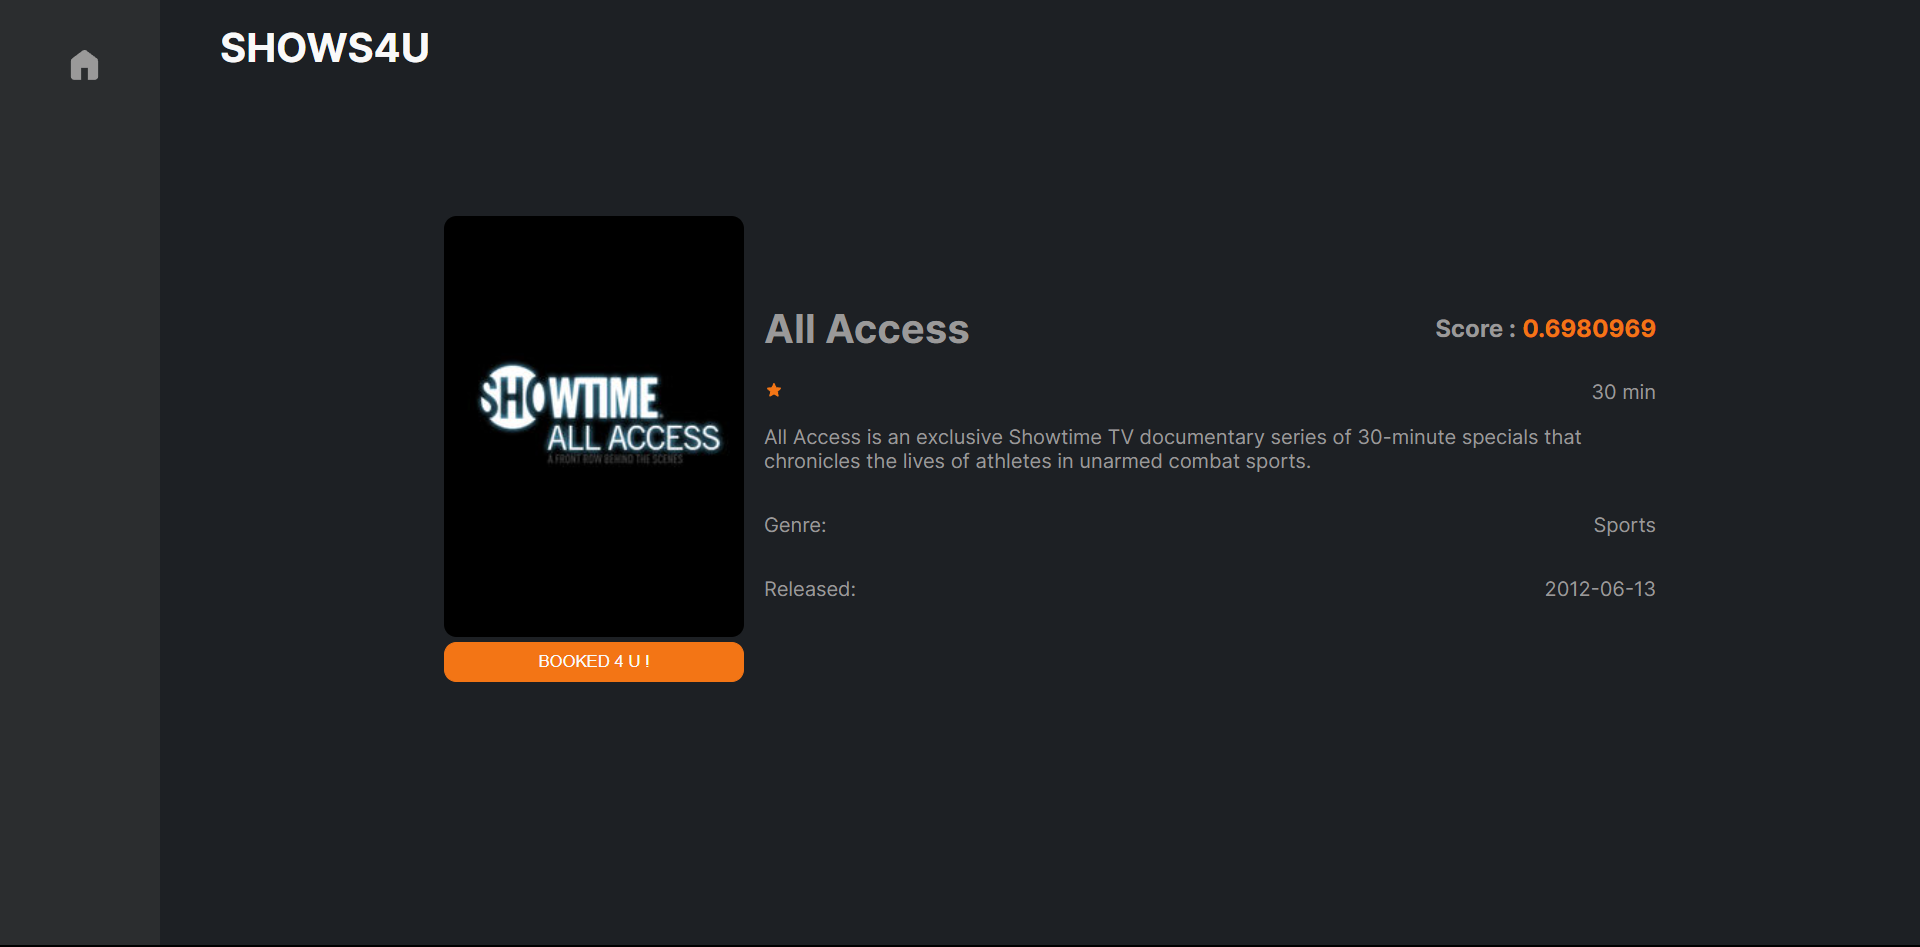 SHOWS4U
SHOWTIME
ALL ACCESS
A FRONT ROW BEHIND THE SCENES
BOOKED 4 U !
All Access
Score : 0.6980969
30 min
All Access is an exclusive Showtime TV documentary series of 30-minute specials that
chronicles the lives of athletes in unarmed combat sports.
Genre: Sports
Released: 2012-06-13